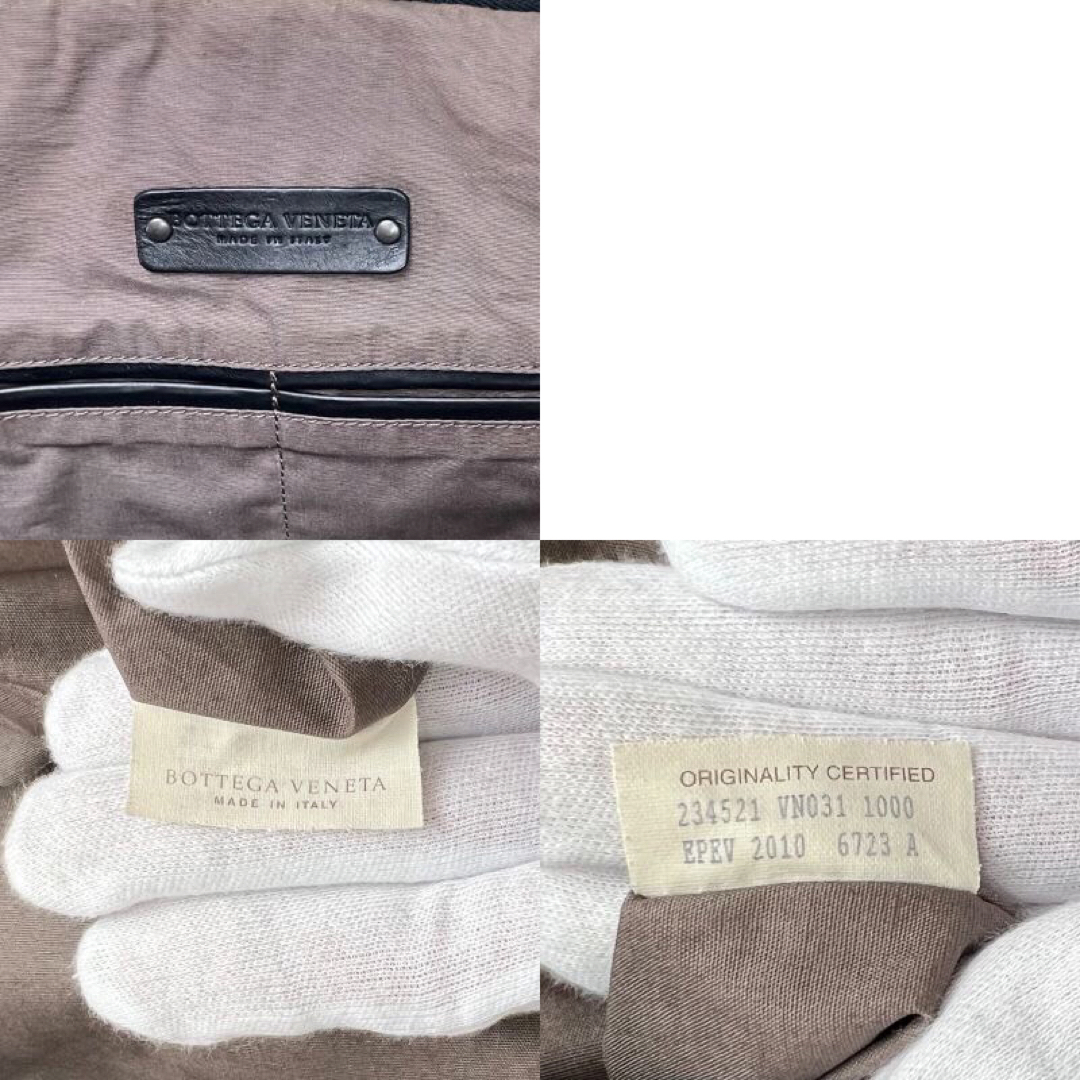 BOTTEGA VENETA
MADE IN ITALY
BOTTEGA VENETA
MADE IN ITALY
ORIGINALITY CERTIFIED
234521 VN031 1000
EPEV 2010 6723 A